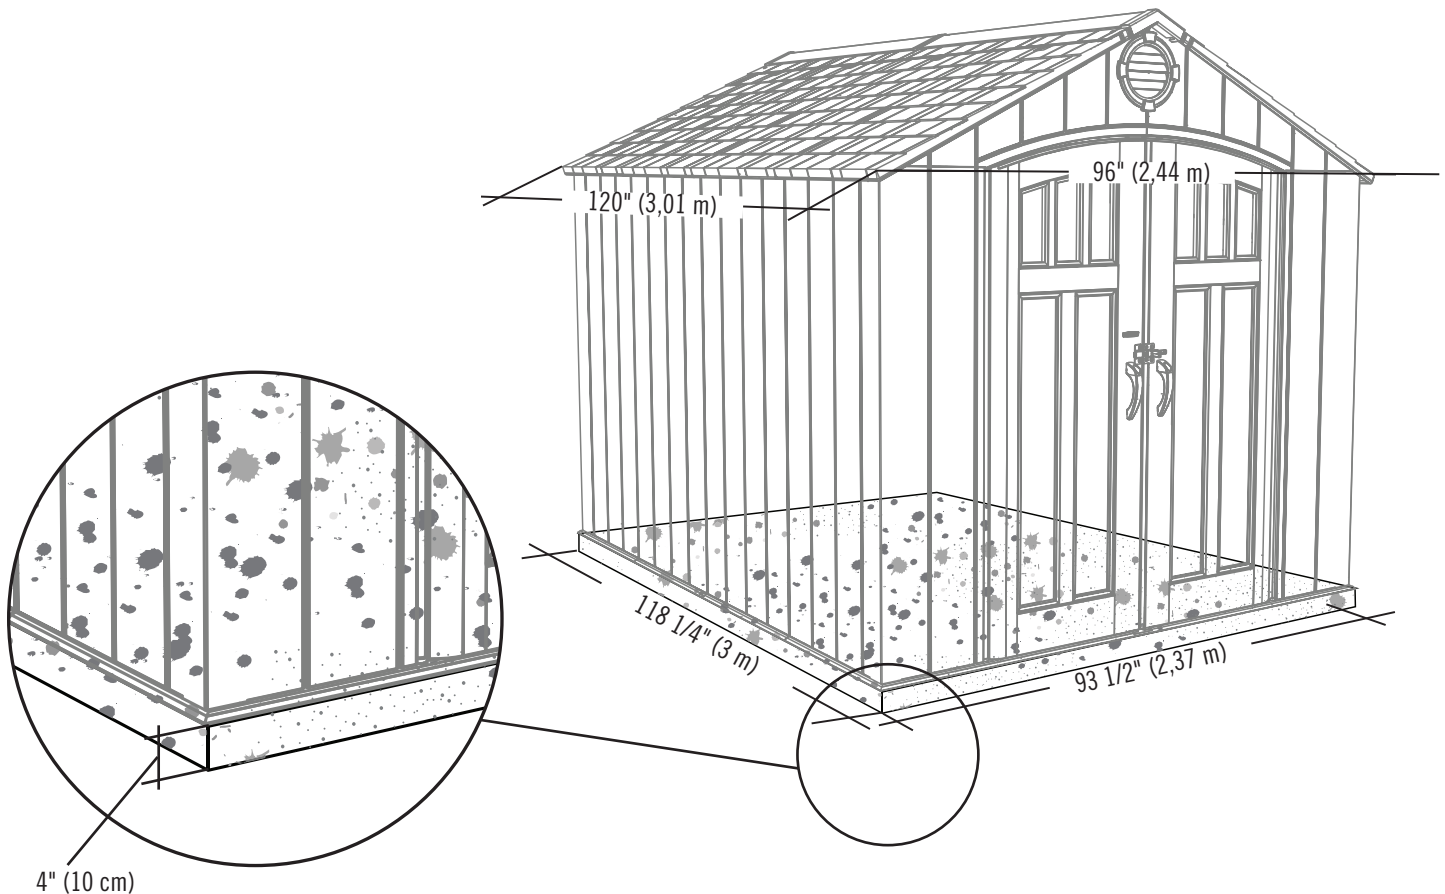 96" (2,44 m)
120" (3,01 m)
118 1/4" (3 m)
93 1/2" (2,37 m)
4" (10 cm)